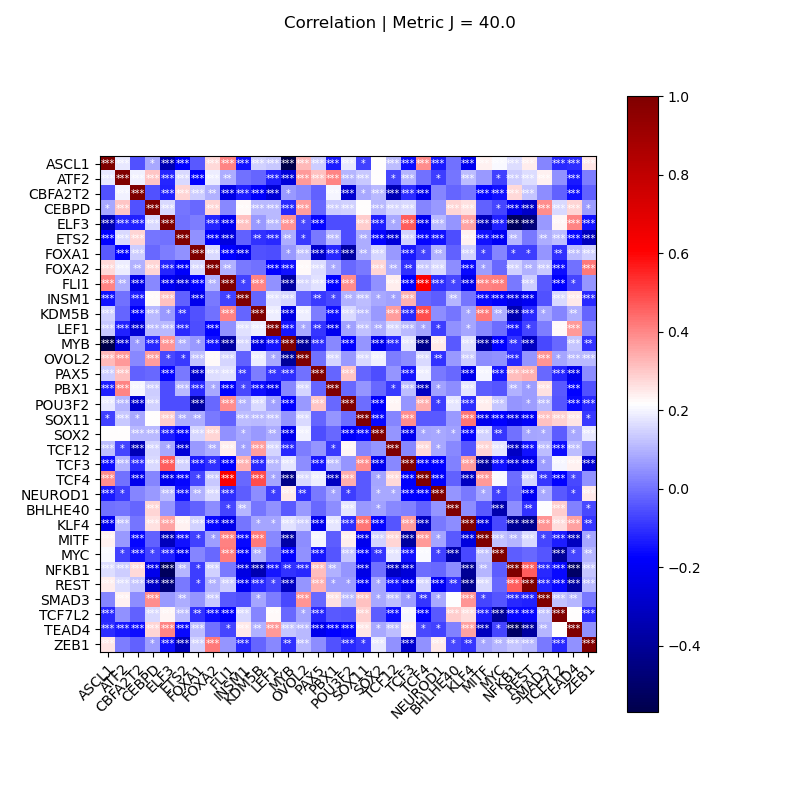 Correlation | Metric J = 40.0
1.0
0.8
0.6
0.4
0.2
0.0
−0.2
−0.4
ASCL1
ATF2
CBFA2T2
CEBPD
ELF3
ETS2
FOXA1
FOXA2
FLI1
INSM1
KDM5B
LEF1
MYB
OVOL2
PAX5
PBX1
POU3F2
SOX11
SOX2
TCF12
TCF3
TCF4
NEUROD1
BHLHE40
KLF4
MITF
MYC
NFKB1
REST
SMAD3
TCF7L2
TEAD4
ZEB1
ASCL1
ATF2
CBFA2T2
CEBPD
ELF3
ETS2
FOXA1
FOXA2
FLI1
INSM1
KDM5B
LEF1
MYB
OVOL2
PAX5
PBX1
POU3F2
SOX11
SOX2
TCF12
TCF3
TCF4
NEUROD1
BHLHE40
KLF4
MITF
MYC
NFKB1
REST
SMAD3
TCF7L2
TEAD4
ZEB1